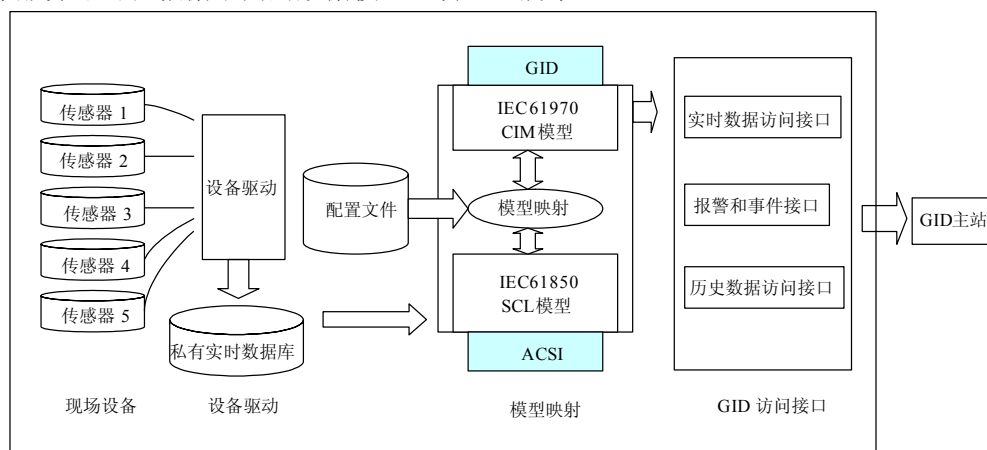 传感器 1
传感器 2
传感器 3
传感器 4
传感器 5
现场设备
设备驱动
私有实时数据库
设备驱动
配置文件
GID
IEC61970
CIM模型
模型映射
IEC61850
SCL模型
ACSI
模型映射
实时数据访问接口
报警和事件接口
历史数据访问接口
GID 访问接口
GID主站